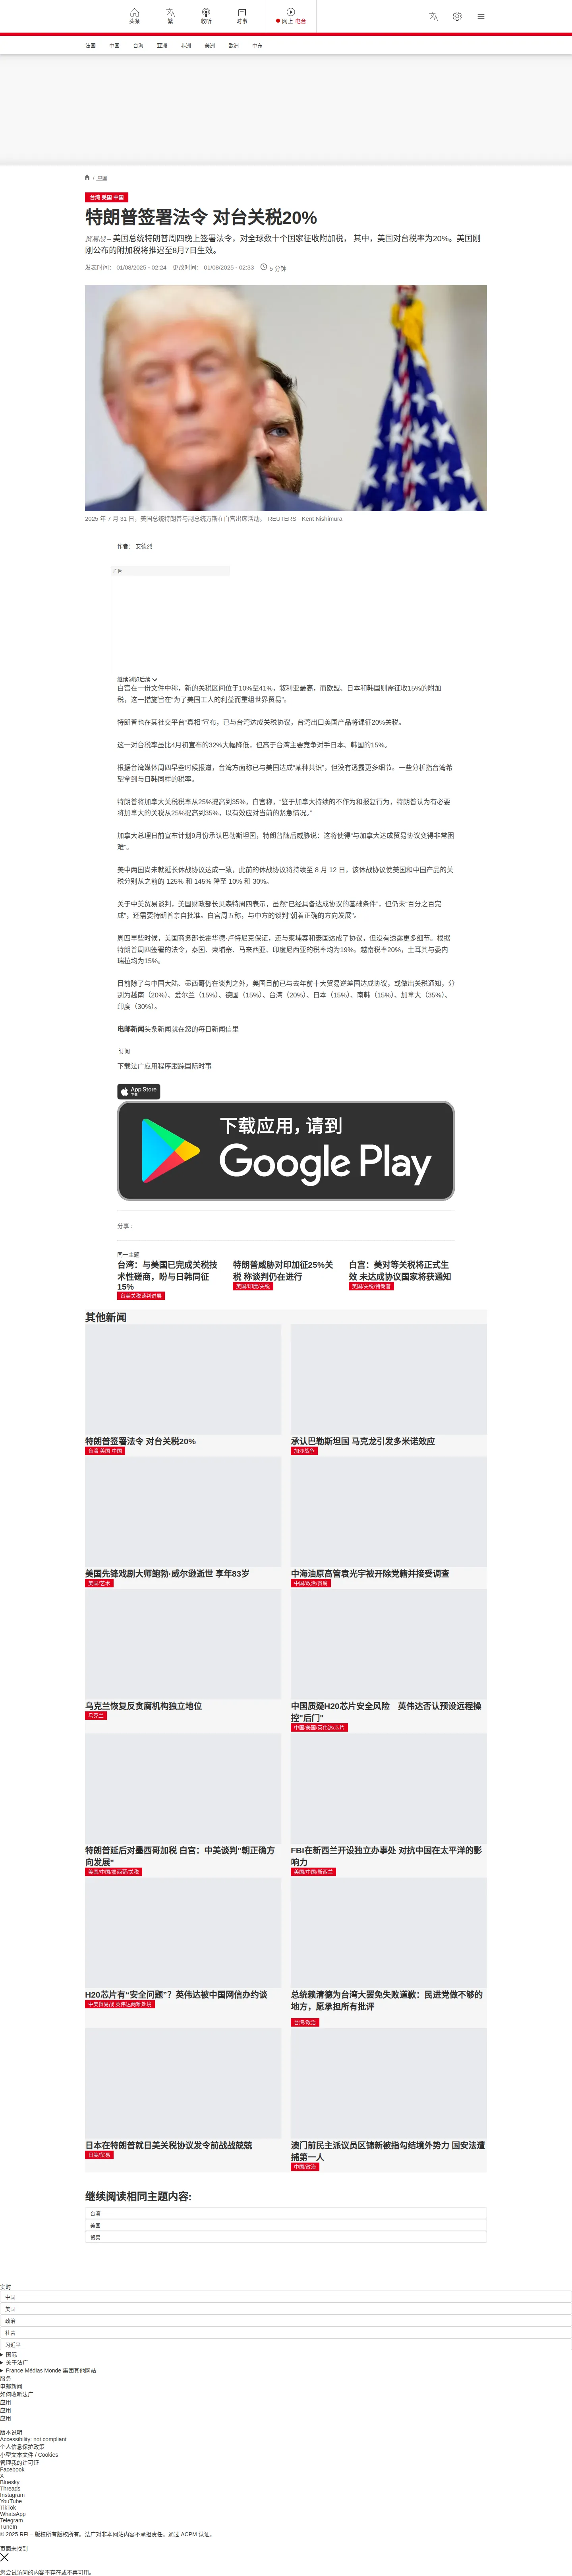 头条
繁
收听
时事
网上 电台
法国
中国
台海
亚洲
非洲
美洲
欧洲
中东
/ 中国
台湾 美国 中国
特朗普签署法令 对台关税20%
贸易战 – 美国总统特朗普周四晚上签署法令，对全球数十个国家征收附加税， 其中，美国对台税率为20%。美国刚
刚公布的附加税将推迟至8月7日生效。
发表时间： 01/08/2025 - 02:24 更改时间： 01/08/2025 - 02:33 5 分钟
2025 年 7 月 31 日，美国总统特朗普与副总统万斯在白宫出席活动。 REUTERS - Kent Nishimura
作者： 安德烈
广告
继续浏览后续
白宫在一份文件中称，新的关税区间位于10%至41%，叙利亚最高，而欧盟、日本和韩国则需征收15%的附加
税，这一措施旨在“为了美国工人的利益而重组世界贸易”。
特朗普也在其社交平台“真相”宣布，已与台湾达成关税协议，台湾出口美国产品将课征20%关税。
这一对台税率虽比4月初宣布的32%大幅降低，但高于台湾主要竞争对手日本、韩国的15%。
根据台湾媒体周四早些时候报道，台湾方面称已与美国达成“某种共识”，但没有透露更多细节。一些分析指台湾希
望拿到与日韩同样的税率。
特朗普将加拿大关税税率从25%提高到35%，白宫称，“鉴于加拿大持续的不作为和报复行为，特朗普认为有必要
将加拿大的关税从25%提高到35%，以有效应对当前的紧急情况。”
加拿大总理日前宣布计划9月份承认巴勒斯坦国，特朗普随后威胁说：这将使得“与加拿大达成贸易协议变得非常困
难”。
美中两国尚未就延长休战协议达成一致，此前的休战协议将持续至 8 月 12 日，该休战协议使美国和中国产品的关
税分别从之前的 125% 和 145% 降至 10% 和 30%。
关于中美贸易谈判，美国财政部长贝森特周四表示，虽然“已经具备达成协议的基础条件”，但仍未“百分之百完
成”，还需要特朗普亲自批准。白宫周五称，与中方的谈判“朝着正确的方向发展”。
周四早些时候，美国商务部长霍华德·卢特尼克保证，还与柬埔寨和泰国达成了协议，但没有透露更多细节。根据
特朗普周四签署的法令，泰国、柬埔寨、马来西亚、印度尼西亚的税率均为19%。越南税率20%，土耳其与委内
瑞拉均为15%。
目前除了与中国大陆、墨西哥仍在谈判之外，美国目前已与去年前十大贸易逆差国达成协议，或做出关税通知，分
别为越南（20%）、爱尔兰（15%）、德国（15%）、台湾（20%）、日本（15%）、南韩（15%）、加拿大（35%）、
印度（30%）。
电邮新闻头条新闻就在您的每日新闻信里
订阅
下载法广应用程序跟踪国际时事
App Store
下载
下载应用，请到
Google Play
分享 :
同一主题
台湾：与美国已完成关税技
术性磋商，盼与日韩同征
15%
台美关税谈判进展
特朗普威胁对印加征25%关
税 称谈判仍在进行
美国/印度/关税
白宫：美对等关税将正式生
效 未达成协议国家将获通知
美国/关税/特朗普
其他新闻
特朗普签署法令 对台关税20%
台湾 美国 中国
承认巴勒斯坦国 马克龙引发多米诺效应
加沙战争
美国先锋戏剧大师鲍勃·威尔逊逝世 享年83岁
美国/艺术
中海油原高管袁光宇被开除党籍并接受调查
中国/政治/贪腐
乌克兰恢复反贪腐机构独立地位
乌克兰
中国质疑H20芯片安全风险　英伟达否认预设远程操
控“后门”
中国/美国/英伟达/芯片
特朗普延后对墨西哥加税 白宫：中美谈判“朝正确方
向发展”
美国/中国/墨西哥/关税
FBI在新西兰开设独立办事处 对抗中国在太平洋的影
响力
美国/中国/新西兰
H20芯片有“安全问题”？英伟达被中国网信办约谈
中美贸易战 英伟达两难处境
总统赖清德为台湾大罢免失败道歉：民进党做不够的
地方，愿承担所有批评
台湾/政治
日本在特朗普就日美关税协议发令前战战兢兢
日美/贸易
澳门前民主派议员区锦新被指勾结境外势力 国安法遭
捕第一人
中国/政治
继续阅读相同主题内容:
台湾
美国
贸易
实时
中国
美国
政治
社会
习近平
国际
关于法广
France Médias Monde 集团其他网站
服务
电邮新闻
如何收听法广
应用
应用
应用
版本说明
Accessibility: not compliant
个人信息保护政策
小型文本文件 / Cookies
管理我的许可证
Facebook
X
Bluesky
Threads
Instagram
YouTube
TikTok
WhatsApp
Telegram
TuneIn
© 2025 RFI – 版权所有版权所有。法广对非本网站内容不承担责任。通过 ACPM 认证。
页面未找到
您尝试访问的内容不存在或不再可用。